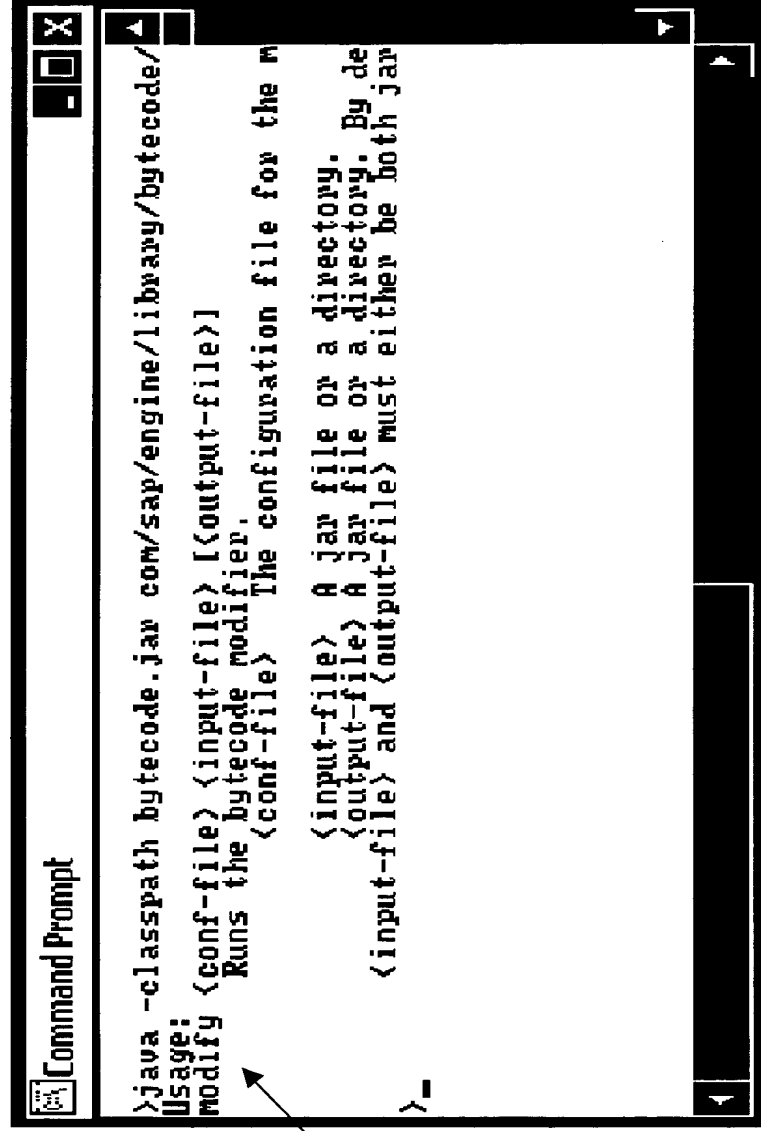 Command Prompt
>java -classpath bytecode.jar com/sap/engine/library/bytecode/
Usage:
modify <conf-file> <input-file> [<output-file>]
Runs the bytecode modifier.
<conf-file> The configuration file for the m
<input-file> A jar file or a directory.
<output-file> A jar file or a directory. By de
<input-file> and <output-file> must either be both jar
>_